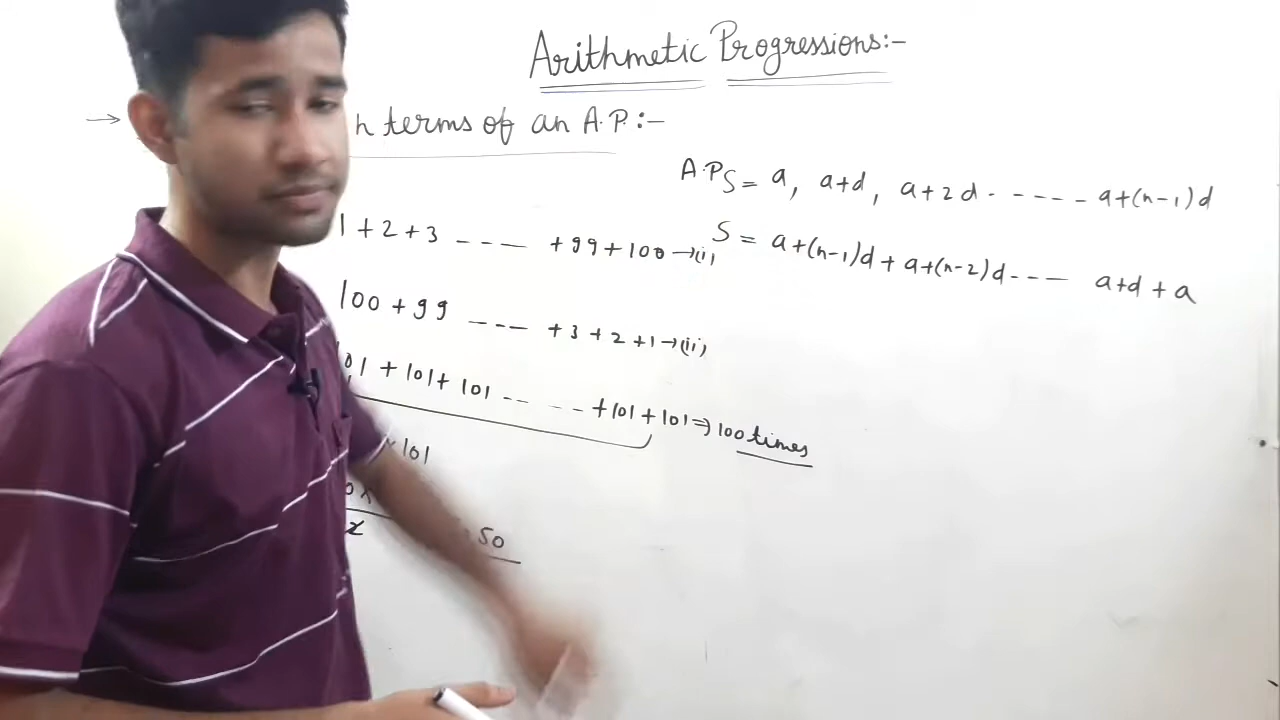 Arithmetic Progressions:-
→ n terms of an A.P. :-
A.P S = a, a+d, a+2d - - - - - a+(n-1)d
1 + 2 + 3 - - - + 99 + 100 →(i)
S = a+(n-1)d + a+(n-2)d - - - - a+d + a
100 + 99 - - - + 3 + 2 + 1 →(ii)
101 + 101 + 101 - - - - - + 101 + 101 ⇒ 100 times
101
50